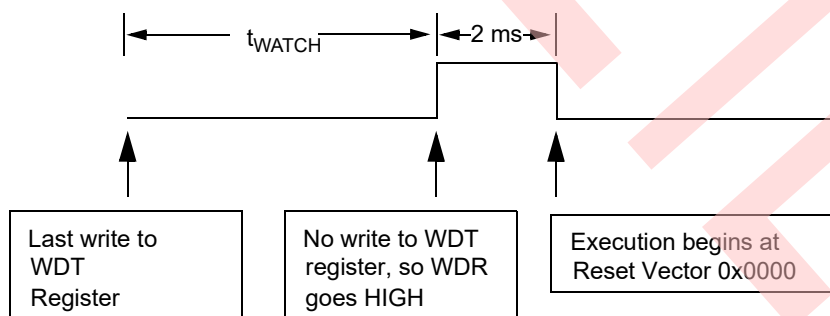 tWATCH
2 ms
Last write to
WDT
Register
No write to WDT
register, so WDR
goes HIGH
Execution begins at
Reset Vector 0x0000